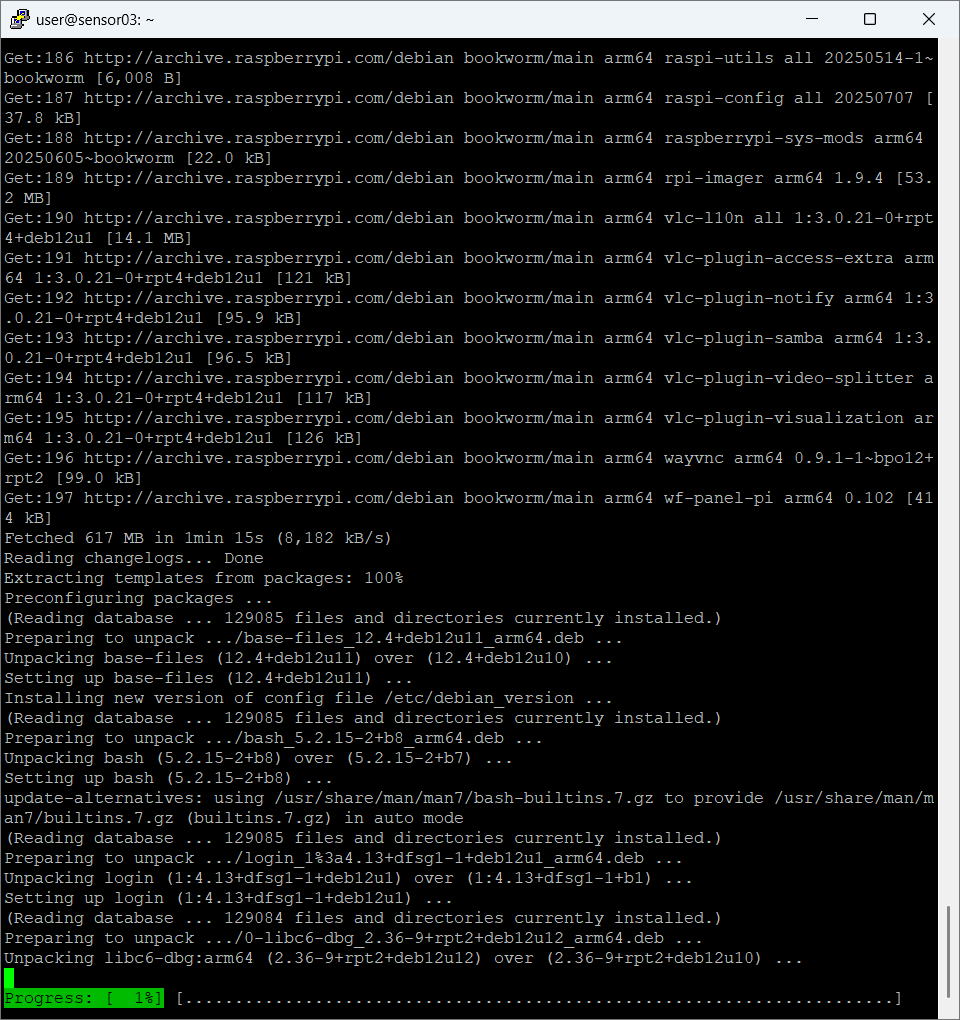 user@sensor03: ~
Get:186 http://archive.raspberrypi.com/debian bookworm/main arm64 raspi-utils all 20250514-1~
bookworm [6,008 B]
Get:187 http://archive.raspberrypi.com/debian bookworm/main arm64 raspi-config all 20250707 [
37.8 kB]
Get:188 http://archive.raspberrypi.com/debian bookworm/main arm64 raspberrypi-sys-mods arm64
20250605~bookworm [22.0 kB]
Get:189 http://archive.raspberrypi.com/debian bookworm/main arm64 rpi-imager arm64 1.9.4 [53.
2 MB]
Get:190 http://archive.raspberrypi.com/debian bookworm/main arm64 vlc-l10n all 1:3.0.21-0+rpt
4+deb12u1 [14.1 MB]
Get:191 http://archive.raspberrypi.com/debian bookworm/main arm64 vlc-plugin-access-extra arm
64 1:3.0.21-0+rpt4+deb12u1 [121 kB]
Get:192 http://archive.raspberrypi.com/debian bookworm/main arm64 vlc-plugin-notify arm64 1:3
.0.21-0+rpt4+deb12u1 [95.9 kB]
Get:193 http://archive.raspberrypi.com/debian bookworm/main arm64 vlc-plugin-samba arm64 1:3.
0.21-0+rpt4+deb12u1 [96.5 kB]
Get:194 http://archive.raspberrypi.com/debian bookworm/main arm64 vlc-plugin-video-splitter a
rm64 1:3.0.21-0+rpt4+deb12u1 [117 kB]
Get:195 http://archive.raspberrypi.com/debian bookworm/main arm64 vlc-plugin-visualization ar
m64 1:3.0.21-0+rpt4+deb12u1 [126 kB]
Get:196 http://archive.raspberrypi.com/debian bookworm/main arm64 wayvnc arm64 0.9.1-1~bpo12+
rpt2 [99.0 kB]
Get:197 http://archive.raspberrypi.com/debian bookworm/main arm64 wf-panel-pi arm64 0.102 [41
4 kB]
Fetched 617 MB in 1min 15s (8,182 kB/s)
Reading changelogs... Done
Extracting templates from packages: 100%
Preconfiguring packages ...
(Reading database ... 129085 files and directories currently installed.)
Preparing to unpack .../base-files_12.4+deb12u11_arm64.deb ...
Unpacking base-files (12.4+deb12u11) over (12.4+deb12u10) ...
Setting up base-files (12.4+deb12u11) ...
Installing new version of config file /etc/debian_version ...
(Reading database ... 129085 files and directories currently installed.)
Preparing to unpack .../bash_5.2.15-2+b8_arm64.deb ...
Unpacking bash (5.2.15-2+b8) over (5.2.15-2+b7) ...
Setting up bash (5.2.15-2+b8) ...
update-alternatives: using /usr/share/man/man7/bash-builtins.7.gz to provide /usr/share/man/m
an7/builtins.7.gz (builtins.7.gz) in auto mode
(Reading database ... 129085 files and directories currently installed.)
Preparing to unpack .../login_1%3a4.13+dfsg1-1+deb12u1_arm64.deb ...
Unpacking login (1:4.13+dfsg1-1+deb12u1) over (1:4.13+dfsg1-1+b1) ...
Setting up login (1:4.13+dfsg1-1+deb12u1) ...
(Reading database ... 129084 files and directories currently installed.)
Preparing to unpack .../0-libc6-dbg_2.36-9+rpt2+deb12u12_arm64.deb ...
Unpacking libc6-dbg:arm64 (2.36-9+rpt2+deb12u12) over (2.36-9+rpt2+deb12u10) ...
Progress: [  1%] [.......................................................................]